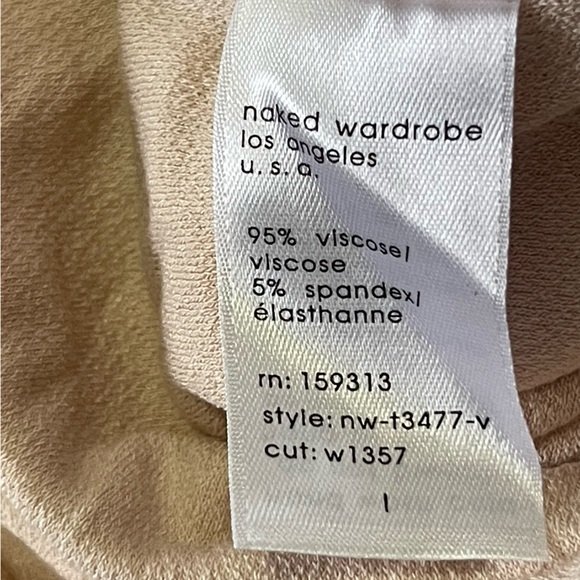 naked wardrobe
los angeles
u.s.a.
95% viscose/
viscose
5% spandex/
élasthanne
rn: 159313
style: nw-t3477-v
cut: w1357
l